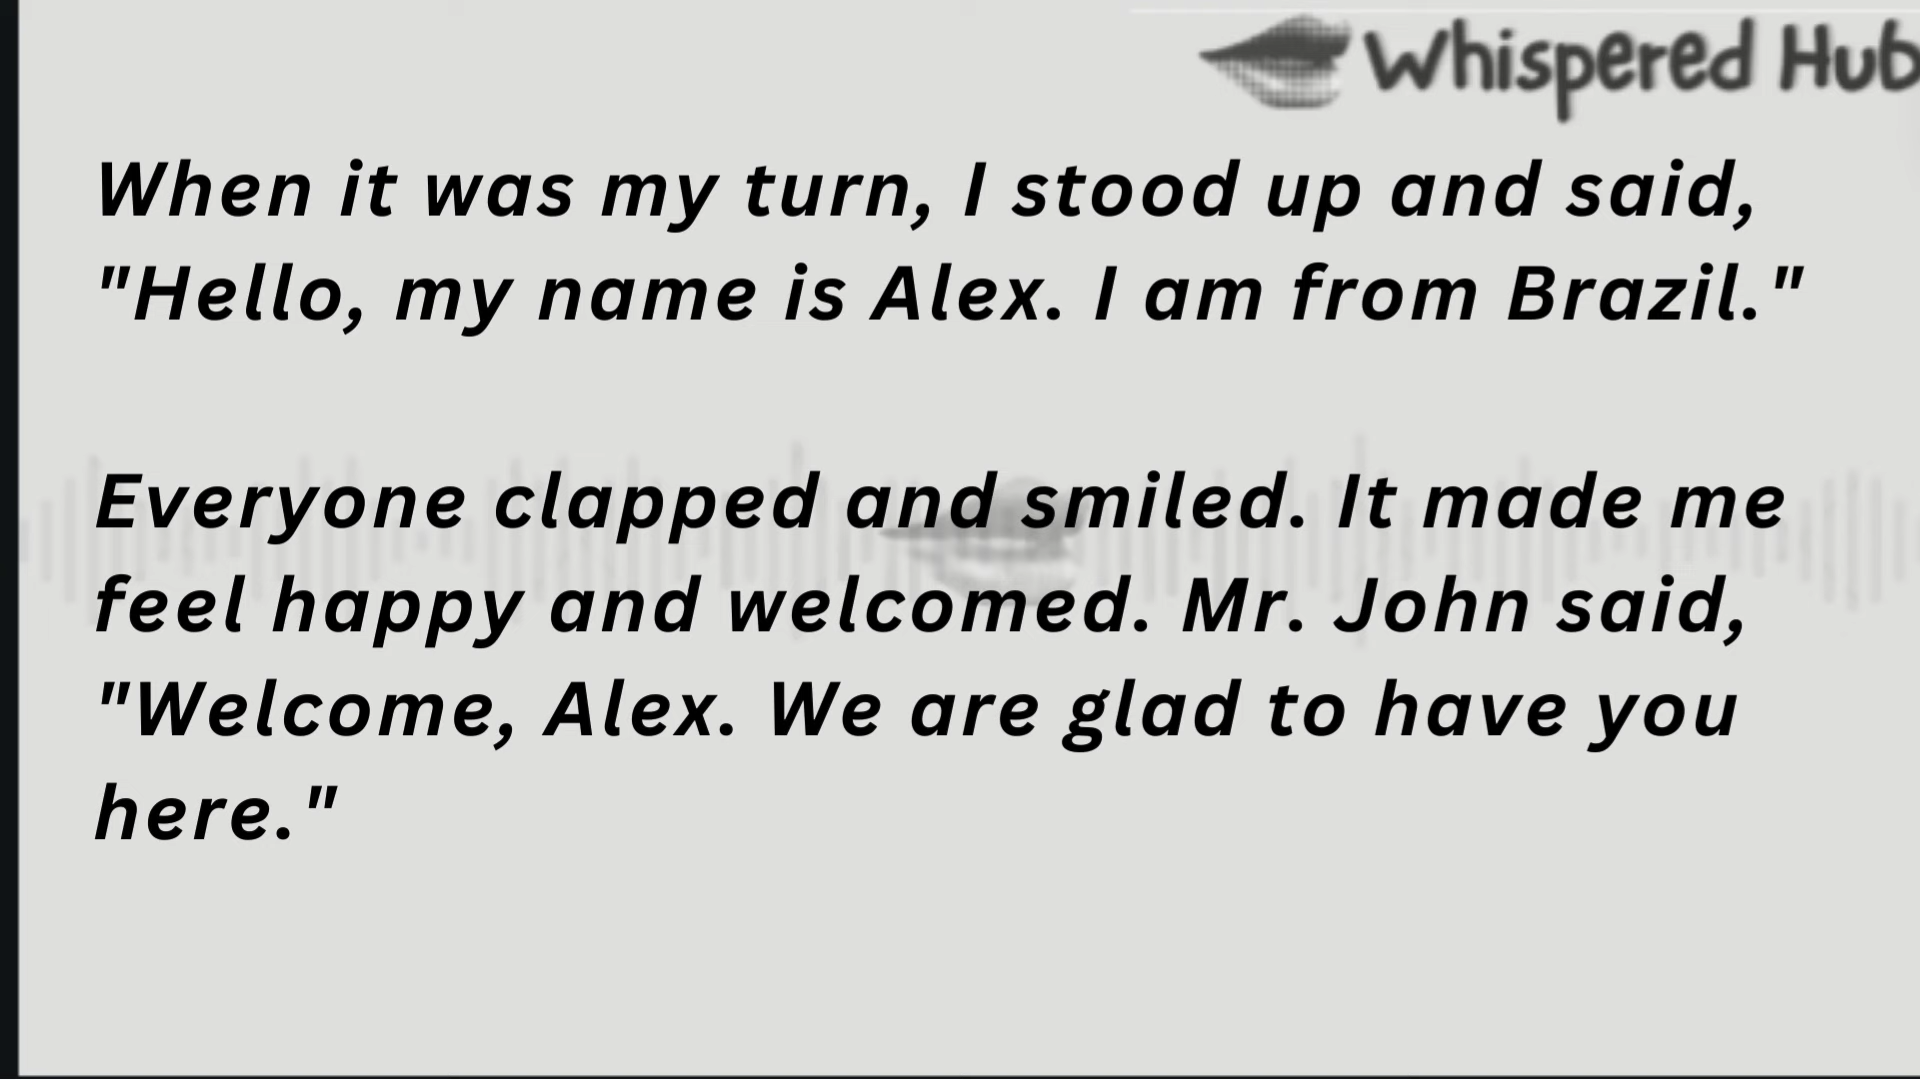 Whispered Hub
When it was my turn, I stood up and said,
"Hello, my name is Alex. I am from Brazil."
Everyone clapped and smiled. It made me
feel happy and welcomed. Mr. John said,
"Welcome, Alex. We are glad to have you
here."